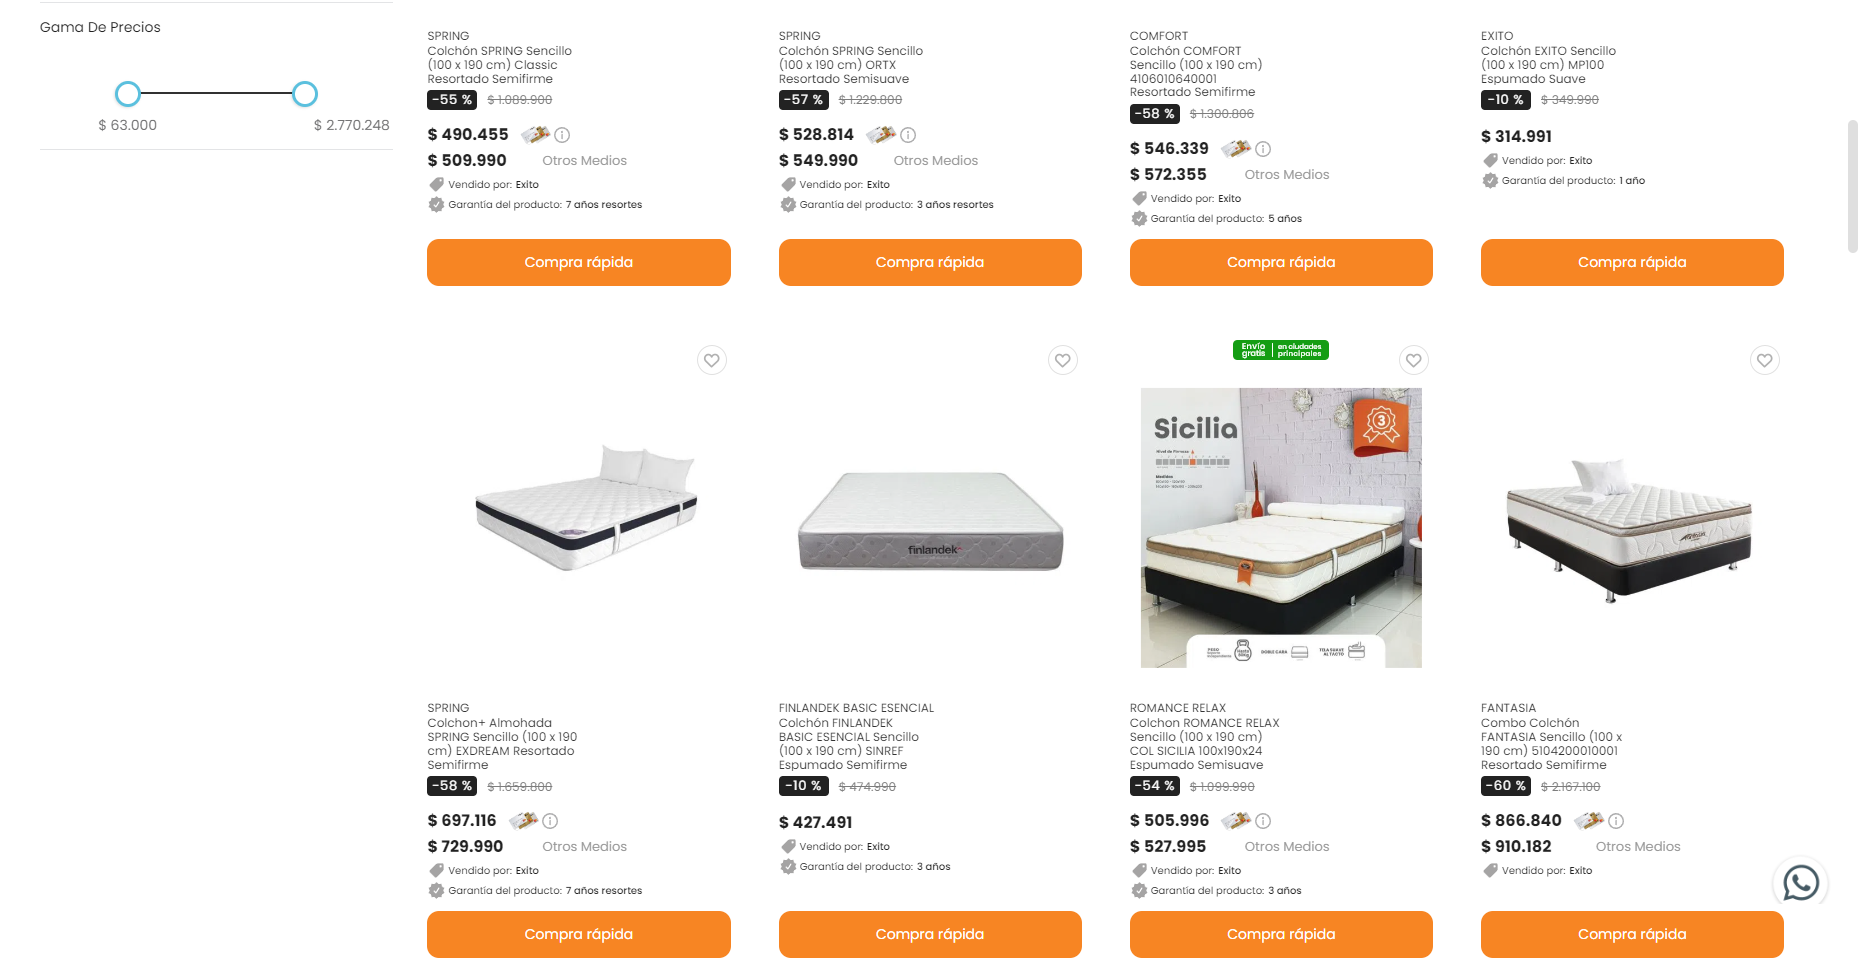 Gama De Precios
$ 63.000
$ 2.770.248
SPRING
Colchón SPRING Sencillo
(100 x 190 cm) Classic
Resortado Semifirme
-55 % $ 1.089.900
$ 490.455
$ 509.990 Otros Medios
Vendido por: Exito
Garantía del producto: 7 años resortes
Compra rápida
SPRING
Colchón SPRING Sencillo
(100 x 190 cm) ORTX
Resortado Semisuave
-57 % $ 1.229.800
$ 528.814
$ 549.990 Otros Medios
Vendido por: Exito
Garantía del producto: 3 años resortes
Compra rápida
COMFORT
Colchón COMFORT
Sencillo (100 x 190 cm)
4106010640001
Resortado Semifirme
-58 % $ 1.300.806
$ 546.339
$ 572.355 Otros Medios
Vendido por: Exito
Garantía del producto: 5 años
Compra rápida
EXITO
Colchón EXITO Sencillo
(100 x 190 cm) MP100
Espumado Suave
-10 % $ 349.990
$ 314.991
Vendido por: Exito
Garantía del producto: 1 año
Compra rápida
SPRING
Colchon+ Almohada
SPRING Sencillo (100 x 190
cm) EXDREAM Resortado
Semifirme
-58 % $ 1.659.800
$ 697.116
$ 729.990 Otros Medios
Vendido por: Exito
Garantía del producto: 7 años resortes
Compra rápida
finlandek
FINLANDEK BASIC ESENCIAL
Colchón FINLANDEK
BASIC ESENCIAL Sencillo
(100 x 190 cm) SINREF
Espumado Semifirme
-10 % $ 474.990
$ 427.491
Vendido por: Exito
Garantía del producto: 3 años
Compra rápida
Envío gratis | en ciudades principales
Sicilia
3
Nivel de Firmeza
Medidas
DOBLE CARA
TELA SUAVE
AL TACTO
ROMANCE RELAX
Colchon ROMANCE RELAX
Sencillo (100 x 190 cm)
COL SICILIA 100x190x24
Espumado Semisuave
-54 % $ 1.099.990
$ 505.996
$ 527.995 Otros Medios
Vendido por: Exito
Garantía del producto: 3 años
Compra rápida
FANTASIA
Combo Colchón
FANTASIA Sencillo (100 x
190 cm) 5104200010001
Resortado Semifirme
-60 % $ 2.167.100
$ 866.840
$ 910.182 Otros Medios
Vendido por: Exito
Compra rápida